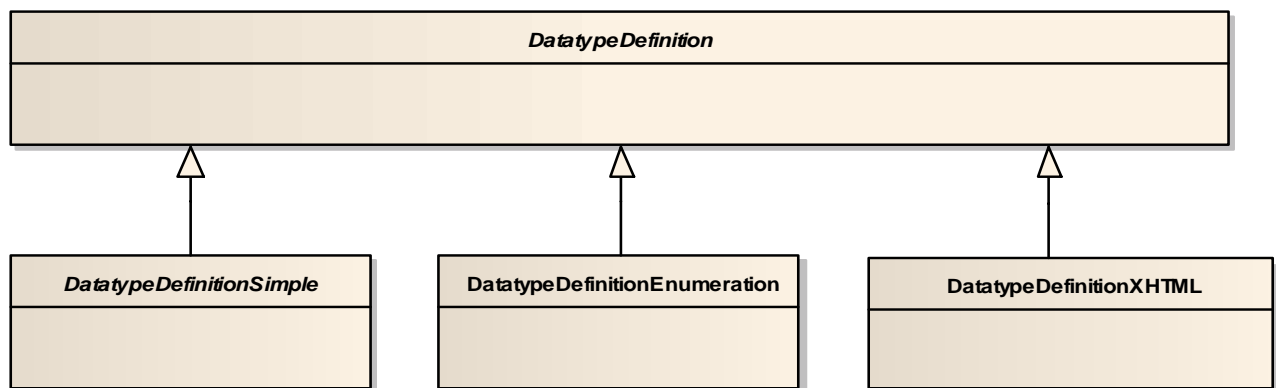 DatatypeDefinition
DatatypeDefinitionSimple
DatatypeDefinitionEnumeration
DatatypeDefinitionXHTML